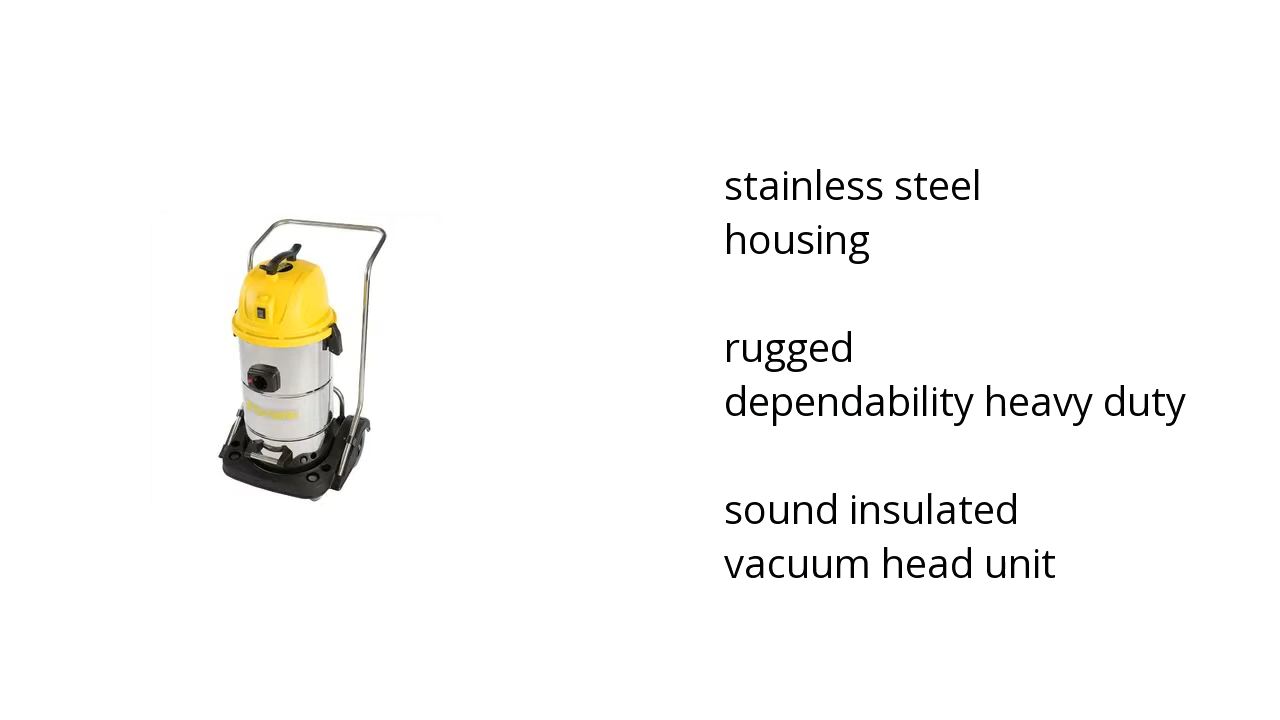 stainless steel
housing
rugged
dependability heavy duty
sound insulated
vacuum head unit